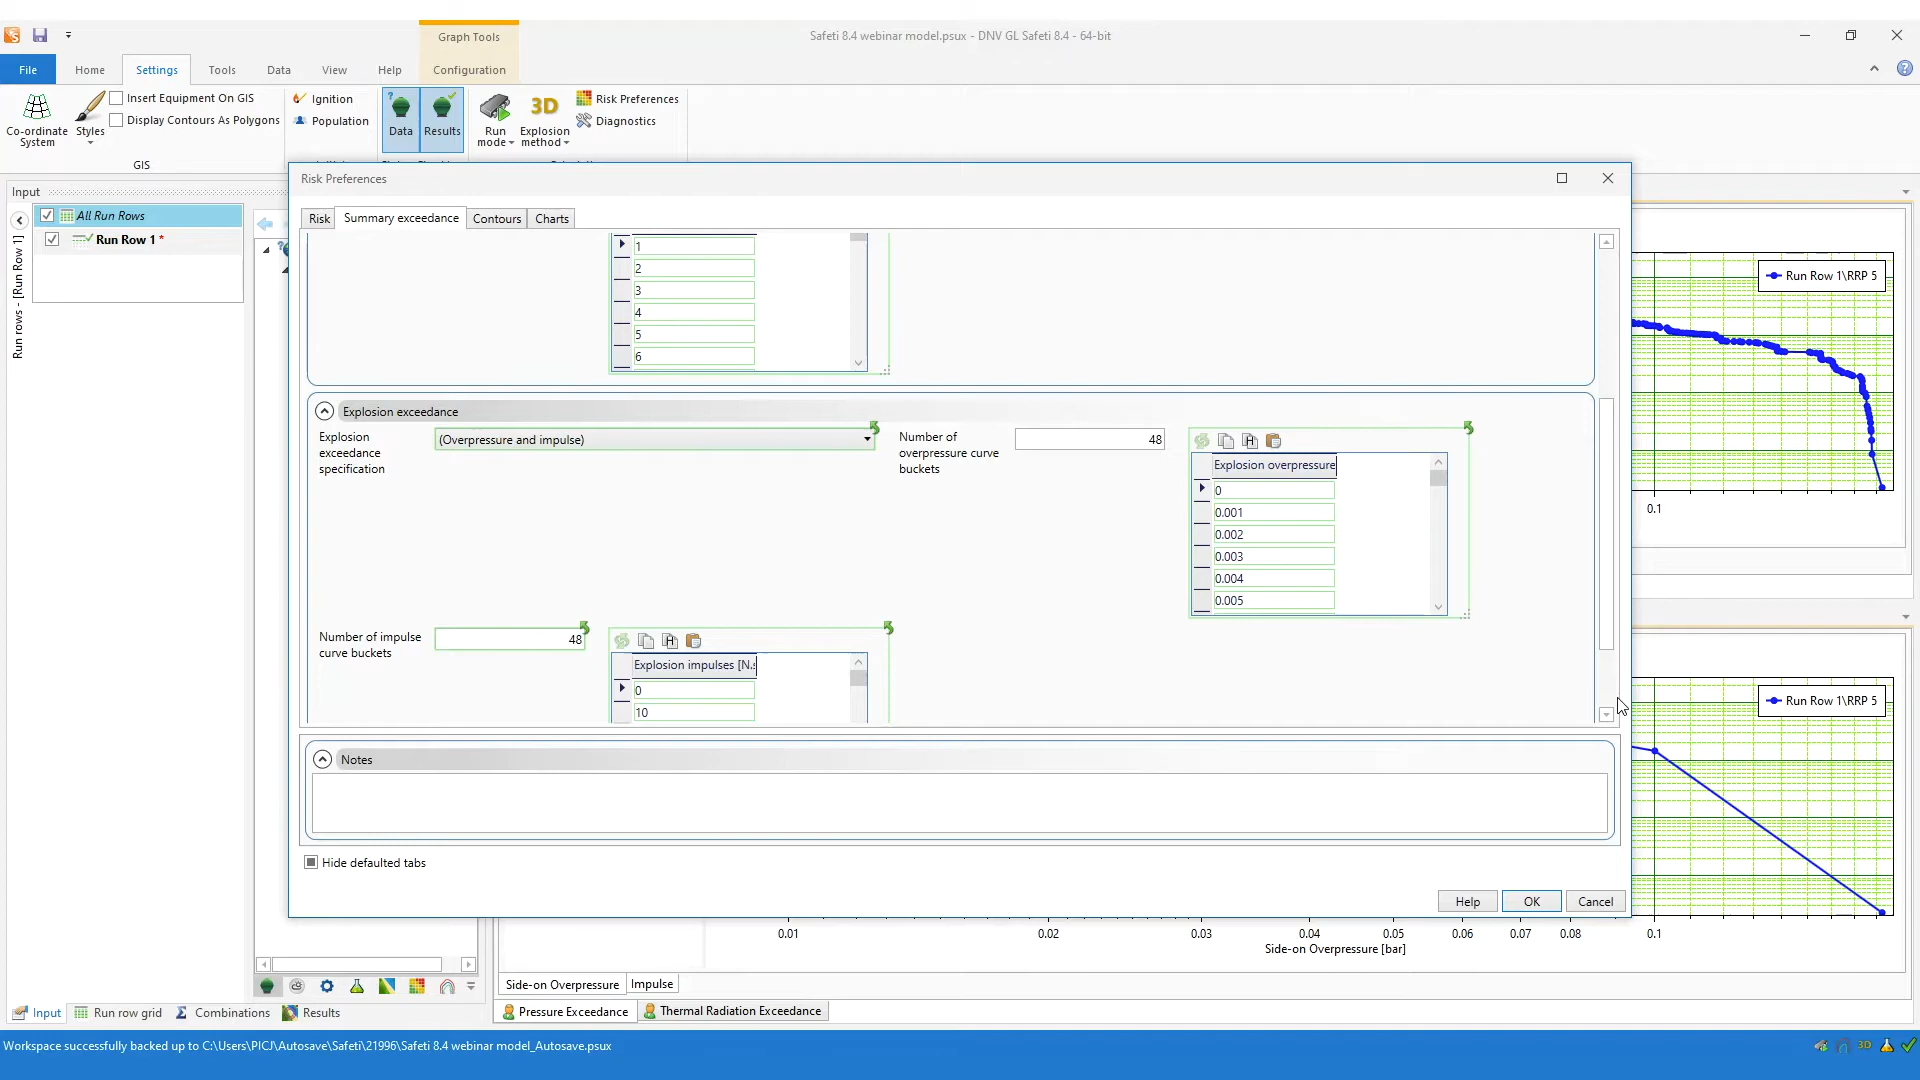 Graph Tools
Safeti 8.4 webinar model.psux - DNV GL Safeti 8.4 - 64-bit
File Home Settings Tools Data View Help Configuration
Insert Equipment On GIS
Display Contours As Polygons
Co-ordinate System
Styles
GIS
Ignition
Population
Data
Results
Run mode
Explosion method
3D
Risk Preferences
Diagnostics
Input
All Run Rows
Run Row 1 *
Run rows - [Run Row 1]
Risk Preferences
Risk Summary exceedance Contours Charts
1
2
3
4
5
6
Explosion exceedance
Explosion exceedance specification
(Overpressure and impulse)
Number of overpressure curve buckets
48
Explosion overpressure
0
0.001
0.002
0.003
0.004
0.005
Number of impulse curve buckets
48
Explosion impulses [N.s
0
10
Notes
Hide defaulted tabs
Help OK Cancel
Run Row 1\RRP 5
0.1
Run Row 1\RRP 5
0.01 0.02 0.03 0.04 0.05 0.06 0.07 0.08 0.1
Side-on Overpressure [bar]
Side-on Overpressure Impulse
Pressure Exceedance Thermal Radiation Exceedance
Input Run row grid Combinations Results
Workspace successfully backed up to C:\Users\PICJ\Autosave\Safeti\21996\Safeti 8.4 webinar model_Autosave.psux
3D